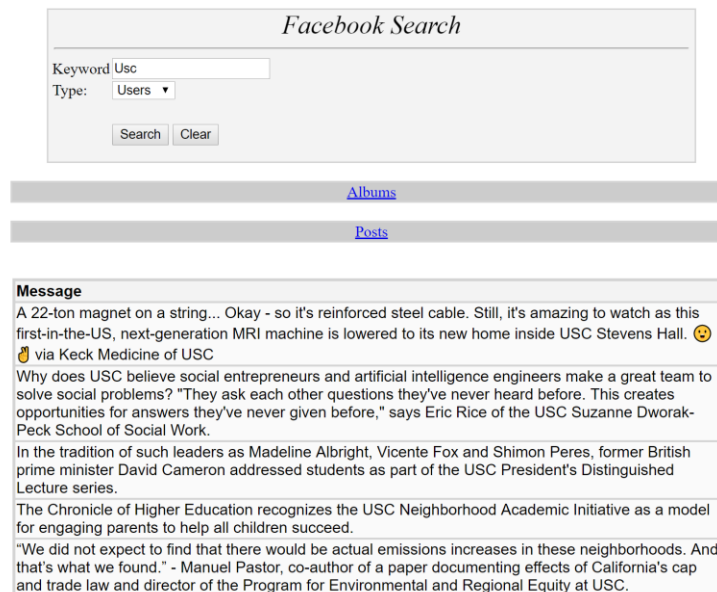 Facebook Search
Keyword Usc
Type: Users
Search Clear
Albums
Posts
Message
A 22-ton magnet on a string... Okay - so it's reinforced steel cable. Still, it's amazing to watch as this
first-in-the-US, next-generation MRI machine is lowered to its new home inside USC Stevens Hall. 😮
✌ via Keck Medicine of USC
Why does USC believe social entrepreneurs and artificial intelligence engineers make a great team to
solve social problems? "They ask each other questions they've never heard before. This creates
opportunities for answers they've never given before," says Eric Rice of the USC Suzanne Dworak-
Peck School of Social Work.
In the tradition of such leaders as Madeline Albright, Vicente Fox and Shimon Peres, former British
prime minister David Cameron addressed students as part of the USC President's Distinguished
Lecture series.
The Chronicle of Higher Education recognizes the USC Neighborhood Academic Initiative as a model
for engaging parents to help all children succeed.
“We did not expect to find that there would be actual emissions increases in these neighborhoods. And
that’s what we found.” - Manuel Pastor, co-author of a paper documenting effects of California's cap
and trade law and director of the Program for Environmental and Regional Equity at USC.